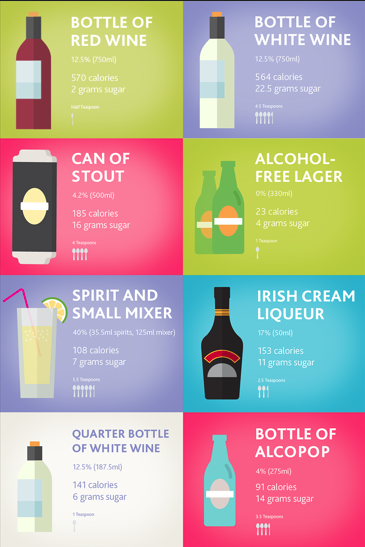 BOTTLE OF
RED WINE
12.5% (750ml)
570 calories
2 grams sugar
Half Teaspoon
BOTTLE OF
WHITE WINE
12.5% (750ml)
564 calories
22.5 grams sugar
4.5 Teaspoons
CAN OF
STOUT
4.2% (500ml)
185 calories
16 grams sugar
4 Teaspoons
ALCOHOL-
FREE LAGER
0% (330ml)
23 calories
4 grams sugar
1 Teaspoon
SPIRIT AND
SMALL MIXER
40% (35.5ml spirits, 125ml mixer)
108 calories
7 grams sugar
Teaspoons
IRISH CREAM
LIQUEUR
17% (50ml)
153 calories
11 grams sugar
2.5 Teaspoons
QUARTER BOTTLE
OF WHITE WINE
12.5% (187.5ml)
141 calories
6 grams sugar
1 Teaspoon
BOTTLE OF
ALCOPOP
4% (275ml)
91 calories
14 grams sugar
3.5 Teaspoons